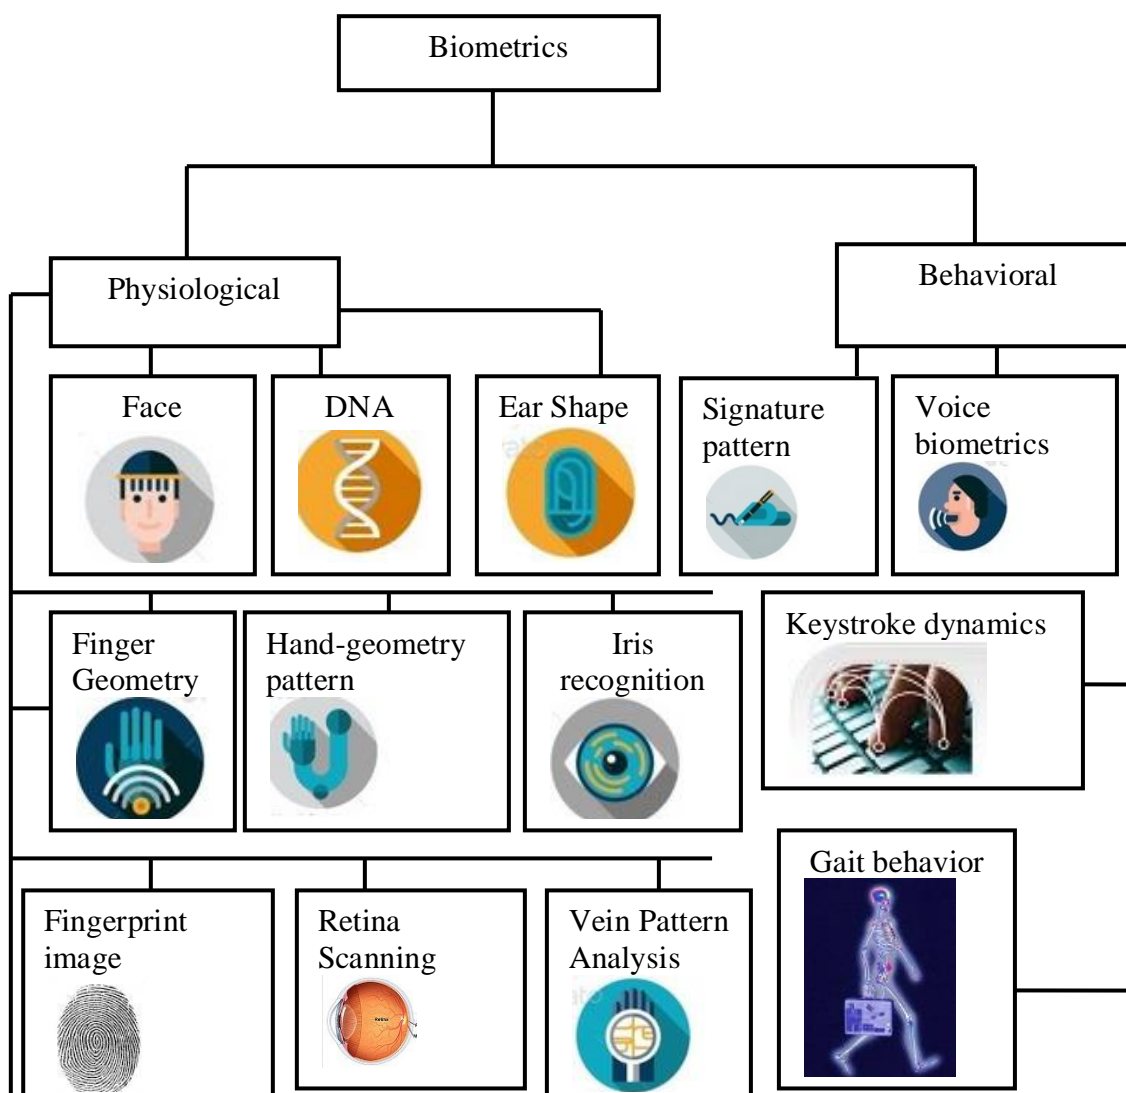 Biometrics
Physiological
Behavioral
Face
DNA
Ear Shape
Signature
pattern
Voice
biometrics
Finger
Geometry
Hand-geometry
pattern
Iris
recognition
Keystroke dynamics
Fingerprint
image
Retina
Scanning
Retina
Vein Pattern
Analysis
Gait behavior